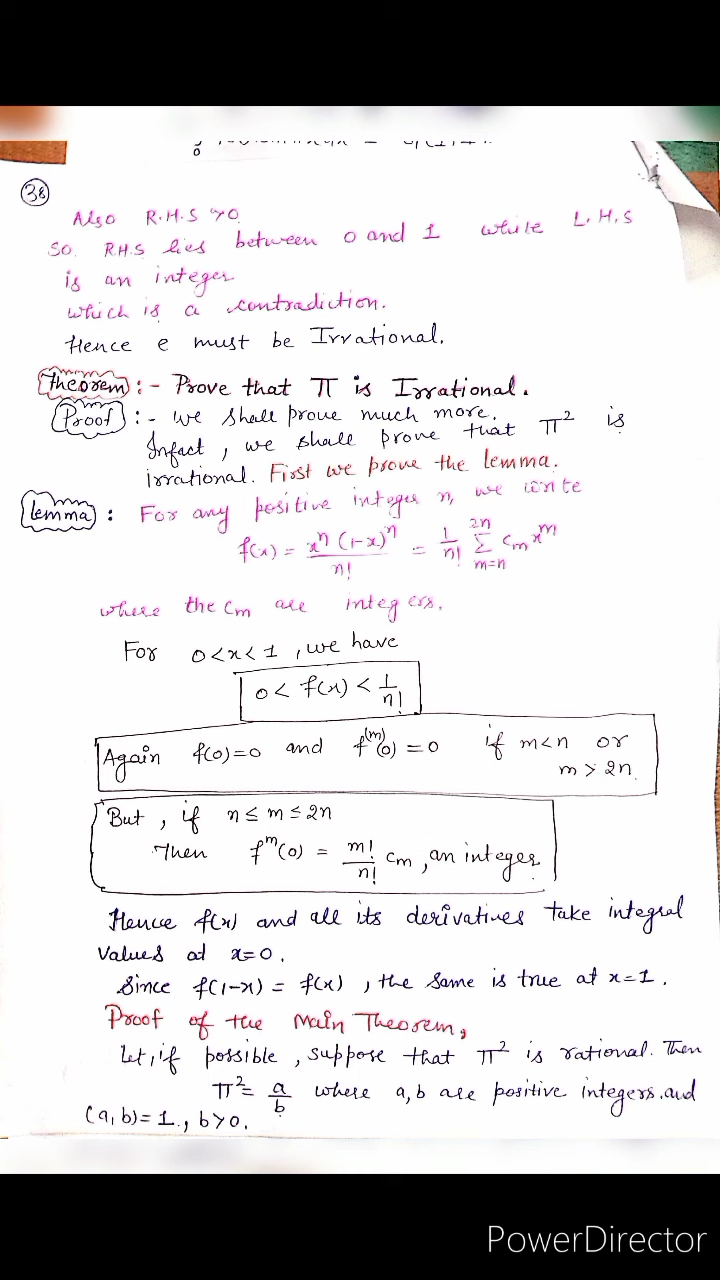 38
Also R.H.S > 0.
So. RHS lies between 0 and 1 while L.H.S
is an integer
which is a contradiction.
Hence e must be Irrational.
Theorem :- Prove that π is Irrational.
Proof :- We shall prove much more.
Infact, we shall prove that π² is
irrational. First we prove the lemma.
Lemma : For any positive integer n, we write
f(x) = xⁿ(1-x)ⁿ/n! = 1/n! Σ_{m=n}^{2n} cₘxᵐ
where the cm are integers.
For 0<x<1, we have
0 < f(x) < 1/n!
Again f(0)=0 and f^(m)(0) = 0 if m<n or
m > 2n.
But, if n ≤ m ≤ 2n
Then fᵐ(0) = m!/n! cm, an integer
Hence f(x) and all its derivatives take integral
values at x=0.
Since f(1-x) = f(x), the same is true at x=1.
Proof of the Main Theorem,
Let, if possible, suppose that π² is rational. Then
π² = a/b where a, b are positive integers.and
(a,b)=1., b>0.
PowerDirector